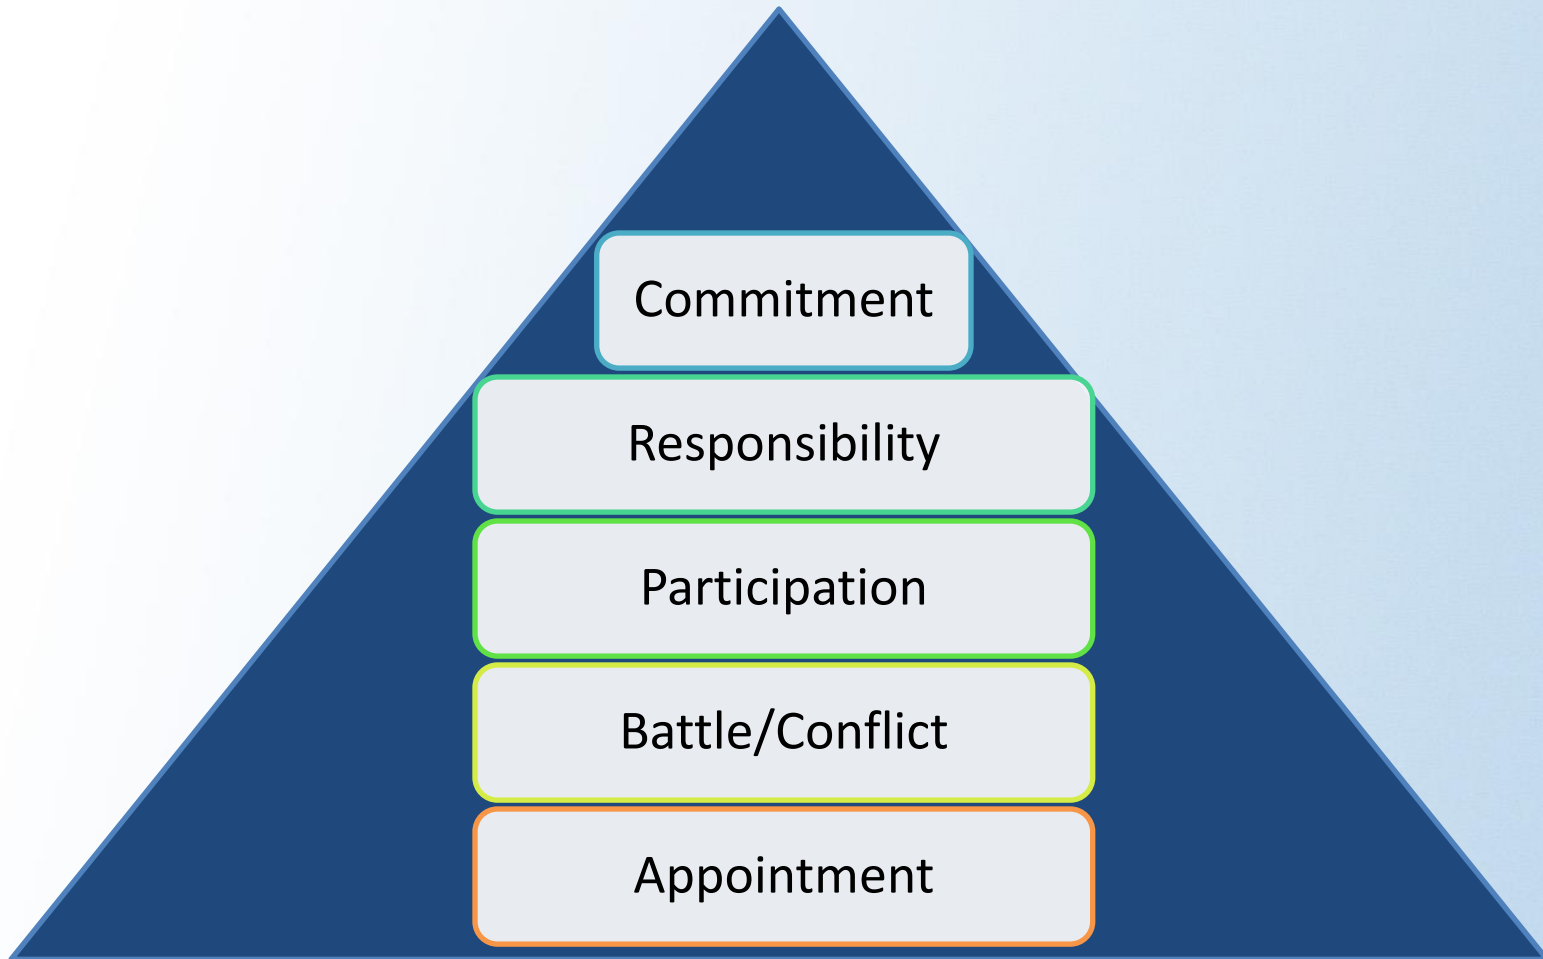 Commitment
Responsibility
Participation
Battle/Conflict
Appointment